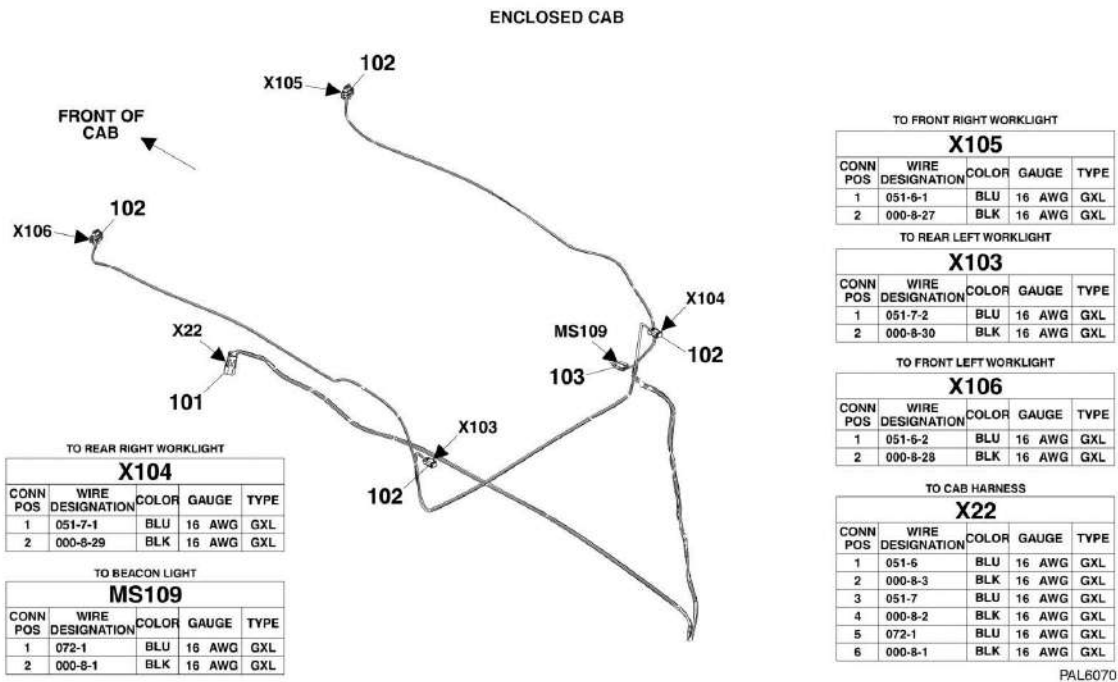 ENCLOSED CAB
X105
102
FRONT OF
CAB
X106
102
X22
101
MS109
103
X104
102
X103
102
TO REAR RIGHT WORKLIGHT
X104
CONN POS WIRE DESIGNATION COLOR GAUGE TYPE
1 051-7-1 BLU 16 AWG GXL
2 000-8-29 BLK 16 AWG GXL
TO BEACON LIGHT
MS109
CONN POS WIRE DESIGNATION COLOR GAUGE TYPE
1 072-1 BLU 16 AWG GXL
2 000-8-1 BLK 16 AWG GXL
TO FRONT RIGHT WORKLIGHT
X105
CONN POS WIRE DESIGNATION COLOR GAUGE TYPE
1 051-6-1 BLU 16 AWG GXL
2 000-8-27 BLK 16 AWG GXL
TO REAR LEFT WORKLIGHT
X103
CONN POS WIRE DESIGNATION COLOR GAUGE TYPE
1 051-7-2 BLU 16 AWG GXL
2 000-8-30 BLK 16 AWG GXL
TO FRONT LEFT WORKLIGHT
X106
CONN POS WIRE DESIGNATION COLOR GAUGE TYPE
1 051-6-2 BLU 16 AWG GXL
2 000-8-28 BLK 16 AWG GXL
TO CAB HARNESS
X22
CONN POS WIRE DESIGNATION COLOR GAUGE TYPE
1 051-6 BLU 16 AWG GXL
2 000-8-3 BLK 16 AWG GXL
3 051-7 BLU 16 AWG GXL
4 000-8-2 BLK 16 AWG GXL
5 072-1 BLU 16 AWG GXL
6 000-8-1 BLK 16 AWG GXL
PAL6070